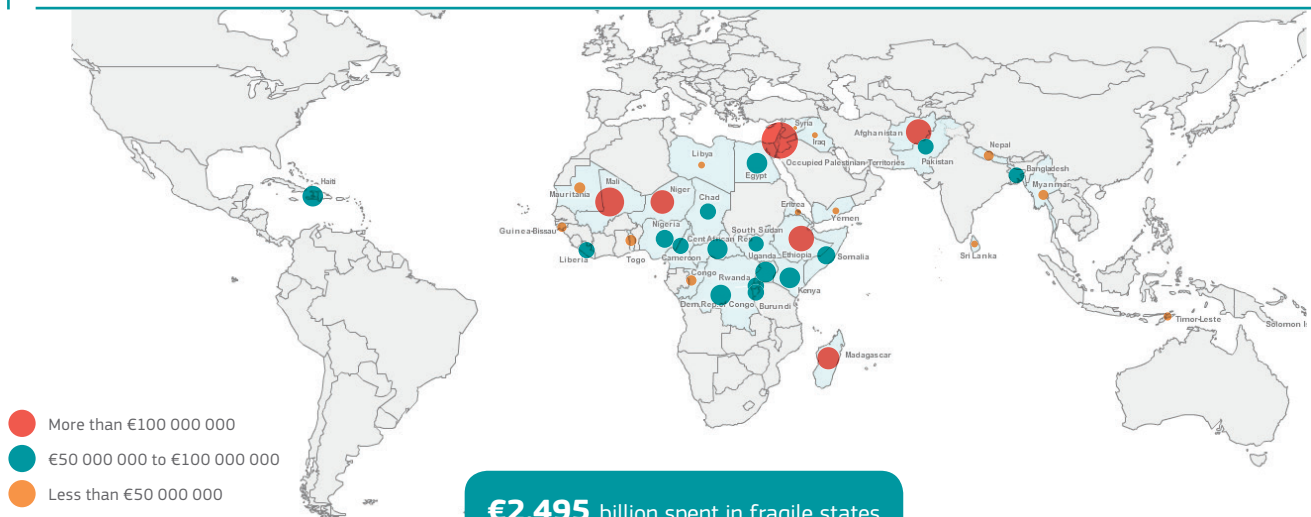 Haiti
Syria
Iraq
Afghanistan
Libya
Occupied Palestinian Territories
Egypt
Pakistan
Nepal
Bangladesh
Myanmar
Mali
Niger
Mauritania
Chad
Eritrea
Yemen
Guinea-Bissau
Nigeria
South Sudan
Liberia
Togo
Cameroon
Cent African Rep
Uganda
Ethiopia
Somalia
Sri Lanka
Congo
Rwanda
Kenya
Dem.Rep.of Congo
Burundi
Timor-Leste
Solomon
Madagascar
More than €100 000 000
€50 000 000 to €100 000 000
Less than €50 000 000
€2.495 billion spent in fragile states